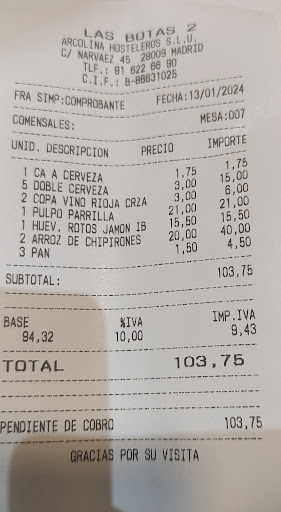 LAS BOTAS 2
ARCOLINA HOSTELEROS S.L.U.
C/ NARVAEZ 45 28009 MADRID
TLF.: 91 622 66 90
C.I.F.: B-86631025
FRA SIMP:COMPROBANTE FECHA:13/01/2024
COMENSALES: MESA:007
UNID. DESCRIPCION PRECIO IMPORTE
1 CA A CERVEZA 1,75 1,75
5 DOBLE CERVEZA 3,00 15,00
2 COPA VINO RIOJA CRZA 3,00 6,00
1 PULPO PARRILLA 21,00 21,00
1 HUEV. ROTOS JAMON IB 15,50 15,50
2 ARROZ DE CHIPIRONES 20,00 40,00
3 PAN 1,50 4,50
SUBTOTAL: 103,75
BASE %IVA IMP.IVA
94,32 10,00 9,43
TOTAL 103,75
PENDIENTE DE COBRO 103,75
GRACIAS POR SU VISITA